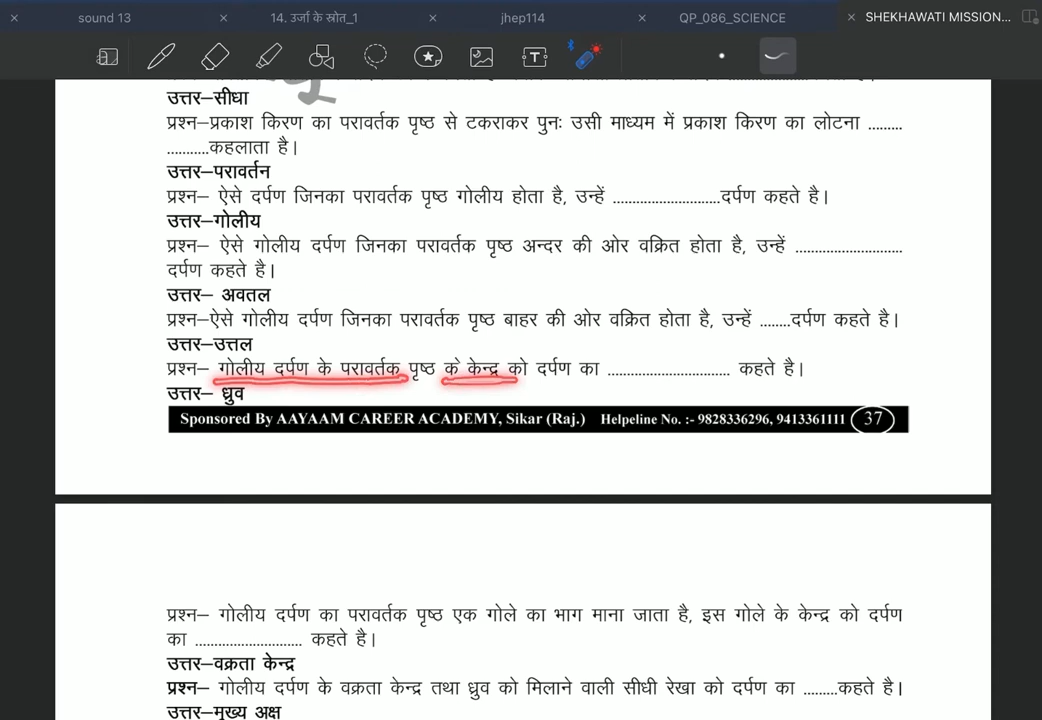 sound 13
14. उर्जा के स्रोत_1
jhep114
QP_086_SCIENCE
SHEKHAWATI MISSION...
उत्तर–सीधा
प्रश्न–प्रकाश किरण का परावर्तक पृष्ठ से टकराकर पुनः उसी माध्यम में प्रकाश किरण का लोटना ........
...........कहलाता है।
उत्तर–परावर्तन
प्रश्न– ऐसे दर्पण जिनका परावर्तक पृष्ठ गोलीय होता है, उन्हें ...........................दर्पण कहते है।
उत्तर–गोलीय
प्रश्न– ऐसे गोलीय दर्पण जिनका परावर्तक पृष्ठ अन्दर की ओर वक्रित होता है, उन्हें ...........................
दर्पण कहते है।
उत्तर– अवतल
प्रश्न–ऐसे गोलीय दर्पण जिनका परावर्तक पृष्ठ बाहर की ओर वक्रित होता है, उन्हें ........दर्पण कहते है।
उत्तर–उत्तल
प्रश्न– गोलीय दर्पण के परावर्तक पृष्ठ के केन्द्र को दर्पण का ............................... कहते है।
उत्तर– ध्रुव
Sponsored By AAYAAM CAREER ACADEMY, Sikar (Raj.) Helpeline No. :- 9828336296, 9413361111 37
प्रश्न– गोलीय दर्पण का परावर्तक पृष्ठ एक गोले का भाग माना जाता है, इस गोले के केन्द्र को दर्पण
का ........................... कहते है।
उत्तर–वक्रता केन्द्र
प्रश्न– गोलीय दर्पण के वक्रता केन्द्र तथा ध्रुव को मिलाने वाली सीधी रेखा को दर्पण का .........कहते है।
उत्तर–मुख्य अक्ष